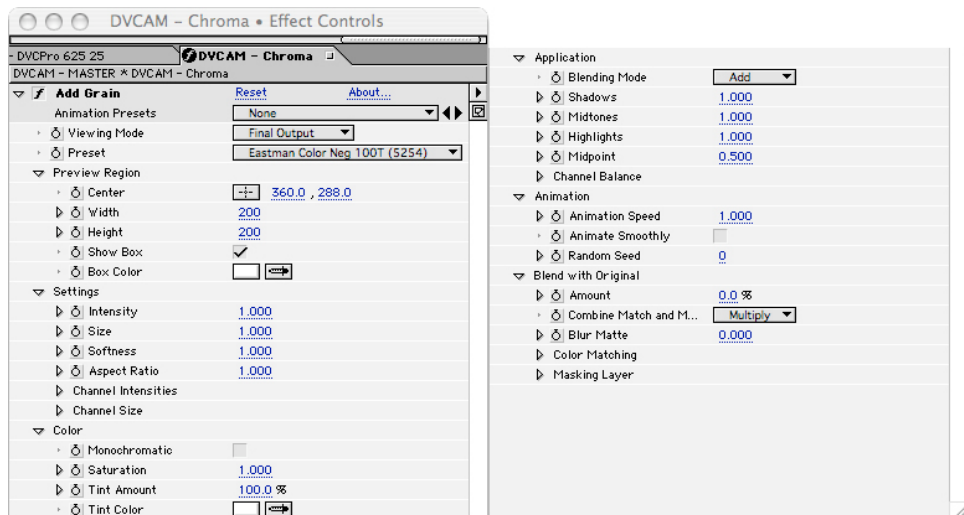 DVCAM – Chroma • Effect Controls
- DVCPro 625 25 DVCAM – Chroma
DVCAM – MASTER * DVCAM – Chroma
Add Grain Reset About...
Animation Presets None
Viewing Mode Final Output
Preset Eastman Color Neg 100T (5254)
Preview Region
Center 360.0 , 288.0
Width 200
Height 200
Show Box
Box Color
Settings
Intensity 1.000
Size 1.000
Softness 1.000
Aspect Ratio 1.000
Channel Intensities
Channel Size
Color
Monochromatic
Saturation 1.000
Tint Amount 100.0 %
Tint Color
Application
Blending Mode Add
Shadows 1.000
Midtones 1.000
Highlights 1.000
Midpoint 0.500
Channel Balance
Animation
Animation Speed 1.000
Animate Smoothly
Random Seed 0
Blend with Original
Amount 0.0 %
Combine Match and M... Multiply
Blur Matte 0.000
Color Matching
Masking Layer